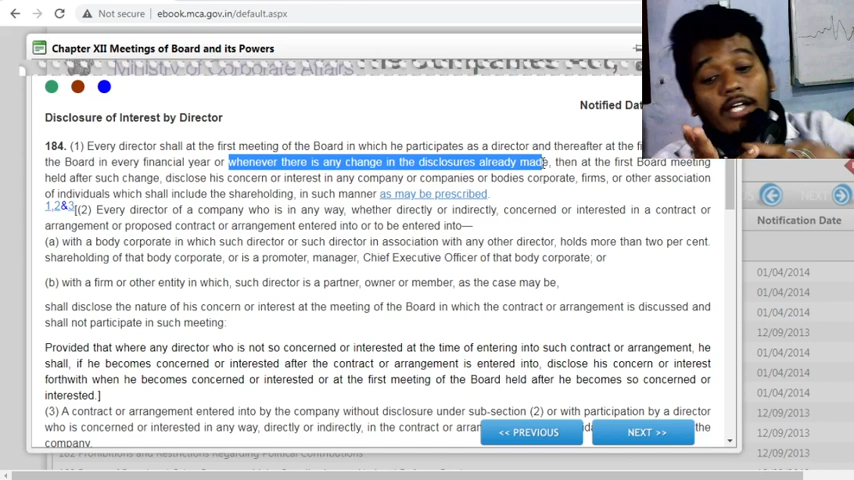 Not secure | ebook.mca.gov.in/default.aspx
Chapter XII Meetings of Board and its Powers
Ministry of Corporate Affairs
Notified Dat
Disclosure of Interest by Director
184. (1) Every director shall at the first meeting of the Board in which he participates as a director and thereafter at the fi
the Board in every financial year or whenever there is any change in the disclosures already made, then at the first Board meeting
held after such change, disclose his concern or interest in any company or companies or bodies corporate, firms, or other association
of individuals which shall include the shareholding, in such manner as may be prescribed.
1,2&3[(2) Every director of a company who is in any way, whether directly or indirectly, concerned or interested in a contract or
arrangement or proposed contract or arrangement entered into or to be entered into—
(a) with a body corporate in which such director or such director in association with any other director, holds more than two per cent.
shareholding of that body corporate, or is a promoter, manager, Chief Executive Officer of that body corporate; or
(b) with a firm or other entity in which, such director is a partner, owner or member, as the case may be,
shall disclose the nature of his concern or interest at the meeting of the Board in which the contract or arrangement is discussed and
shall not participate in such meeting:
Provided that where any director who is not so concerned or interested at the time of entering into such contract or arrangement, he
shall, if he becomes concerned or interested after the contract or arrangement is entered into, disclose his concern or interest
forthwith when he becomes concerned or interested or at the first meeting of the Board held after he becomes so concerned or
interested.]
(3) A contract or arrangement entered into by the company without disclosure under sub-section (2) or with participation by a director
who is concerned or interested in any way, directly or indirectly, in the contract or arran
the
company.
<< PREVIOUS
NEXT >>
NEXT
Notification Date
01/04/2014
01/04/2014
01/04/2014
12/09/2013
01/04/2014
01/04/2014
01/04/2014
12/09/2013
12/09/2013
12/09/2013